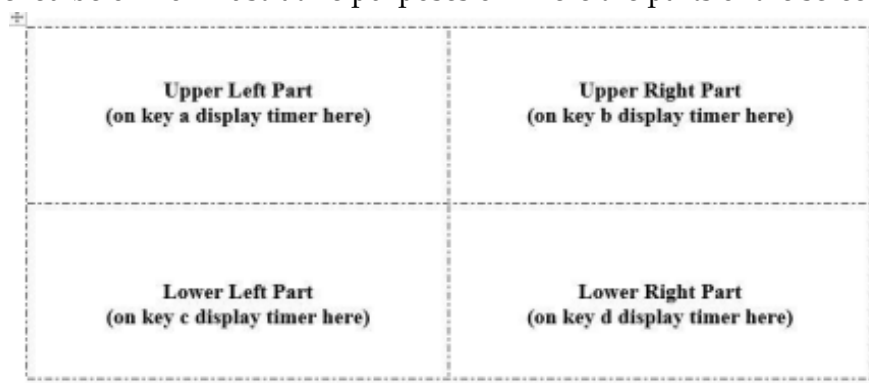 Upper Left Part
(on key a display timer here)
Upper Right Part
(on key b display timer here)
Lower Left Part
(on key c display timer here)
Lower Right Part
(on key d display timer here)